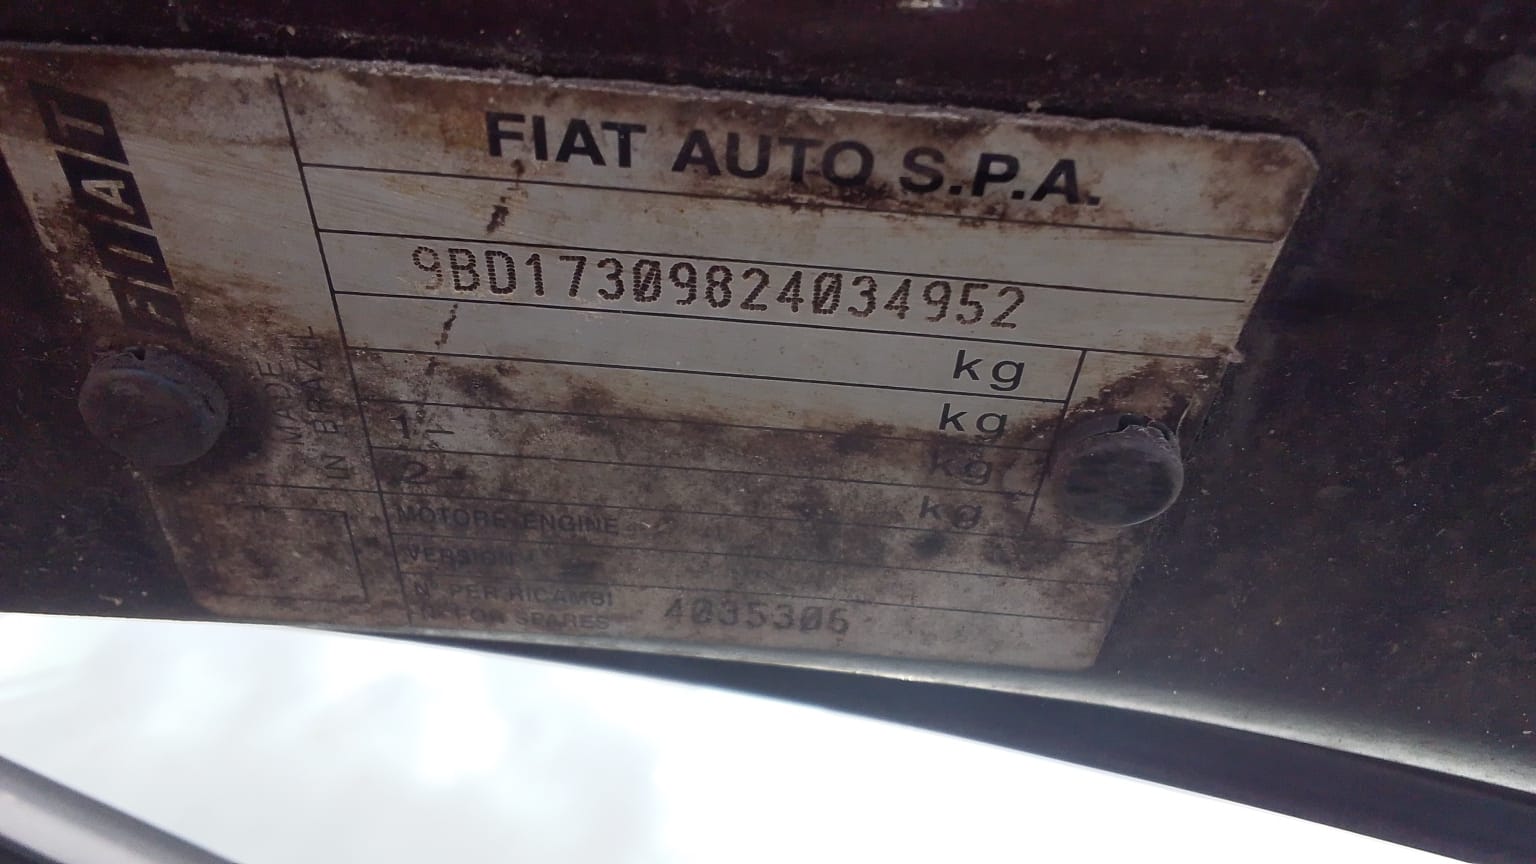 FIAT
FIAT AUTO S.P.A.
9BD17309824034952
kg
kg
1 kg
2 kg
MADE
IN BRAZIL
MOTORE-ENGINE
VERSION
N° PER RICAMBI
N° FOR SPARES 4035306